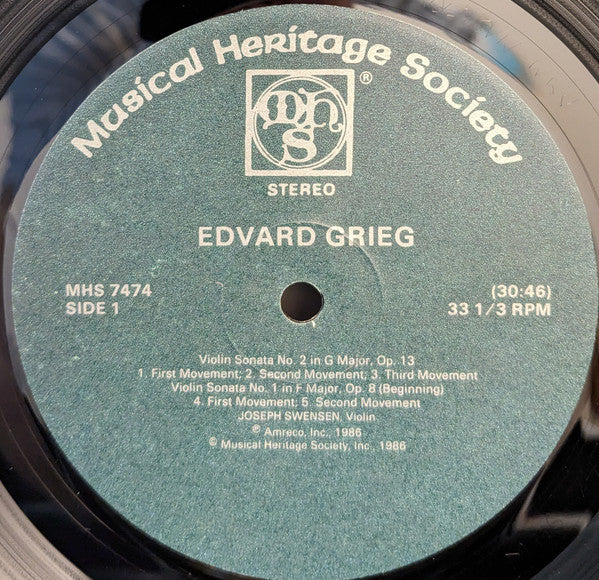 Musical Heritage Society
mhs ®
STEREO
EDVARD GRIEG
MHS 7474
SIDE 1
(30:46)
33 1/3 RPM
Violin Sonata No. 2 in G Major, Op. 13
1. First Movement; 2. Second Movement; 3. Third Movement
Violin Sonata No. 1 in F Major, Op. 8 (Beginning)
4. First Movement; 5. Second Movement
JOSEPH SWENSEN, Violin
℗ Amreco, Inc., 1986
© Musical Heritage Society, Inc., 1986